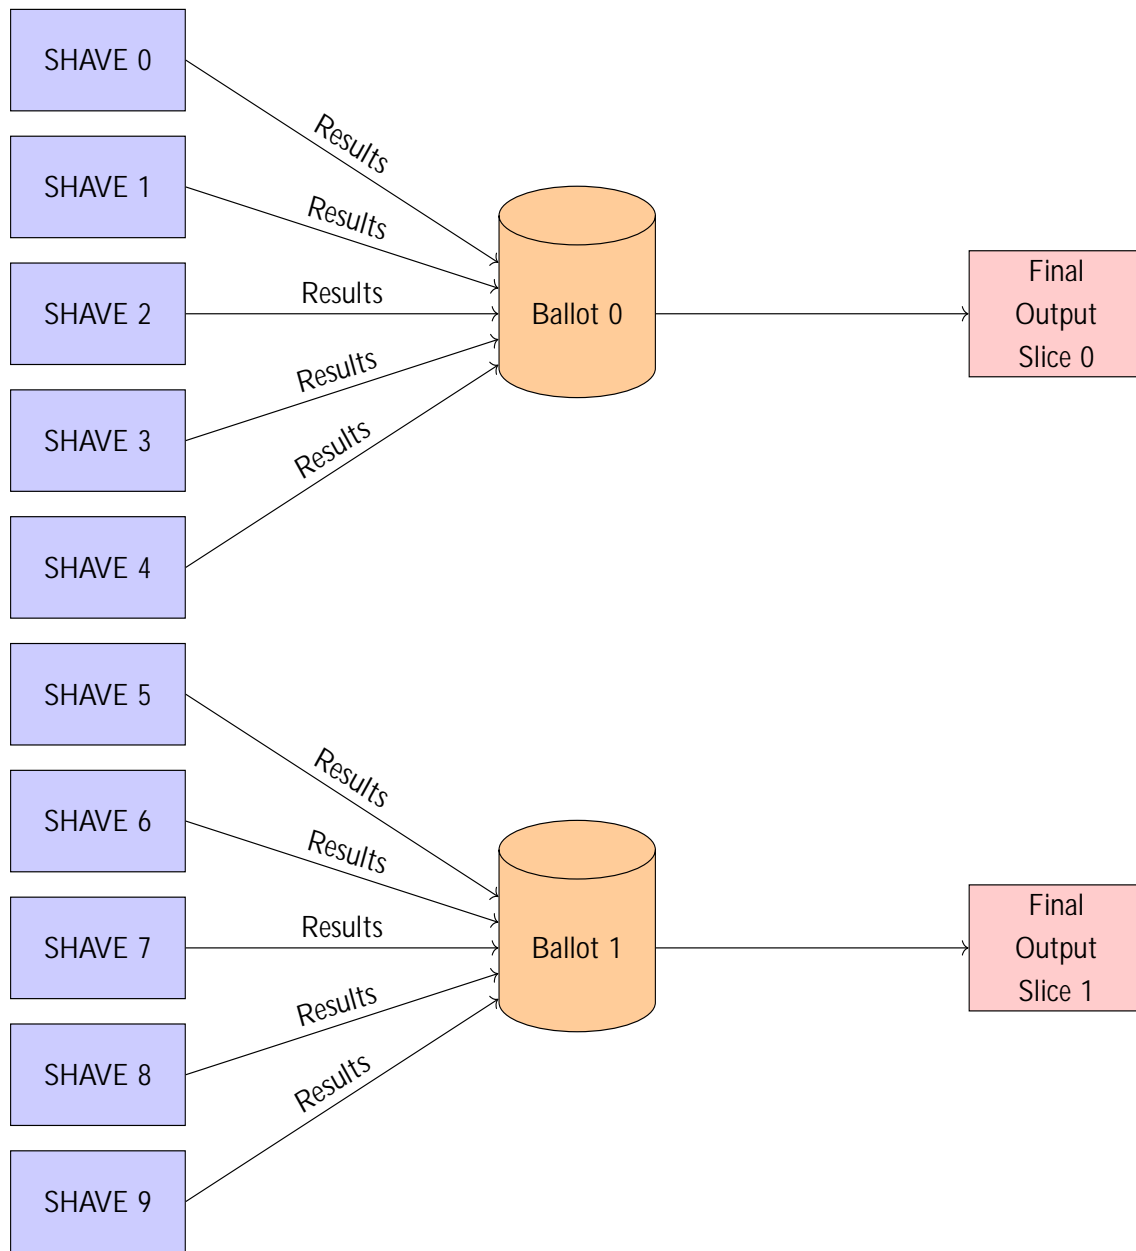 SHAVE 0
Results
SHAVE 1
Results
SHAVE 2
Results
Ballot 0
Final
Output
Slice 0
SHAVE 3
Results
SHAVE 4
Results
SHAVE 5
Results
SHAVE 6
Results
SHAVE 7
Results
Ballot 1
Final
Output
Slice 1
SHAVE 8
Results
SHAVE 9
Results